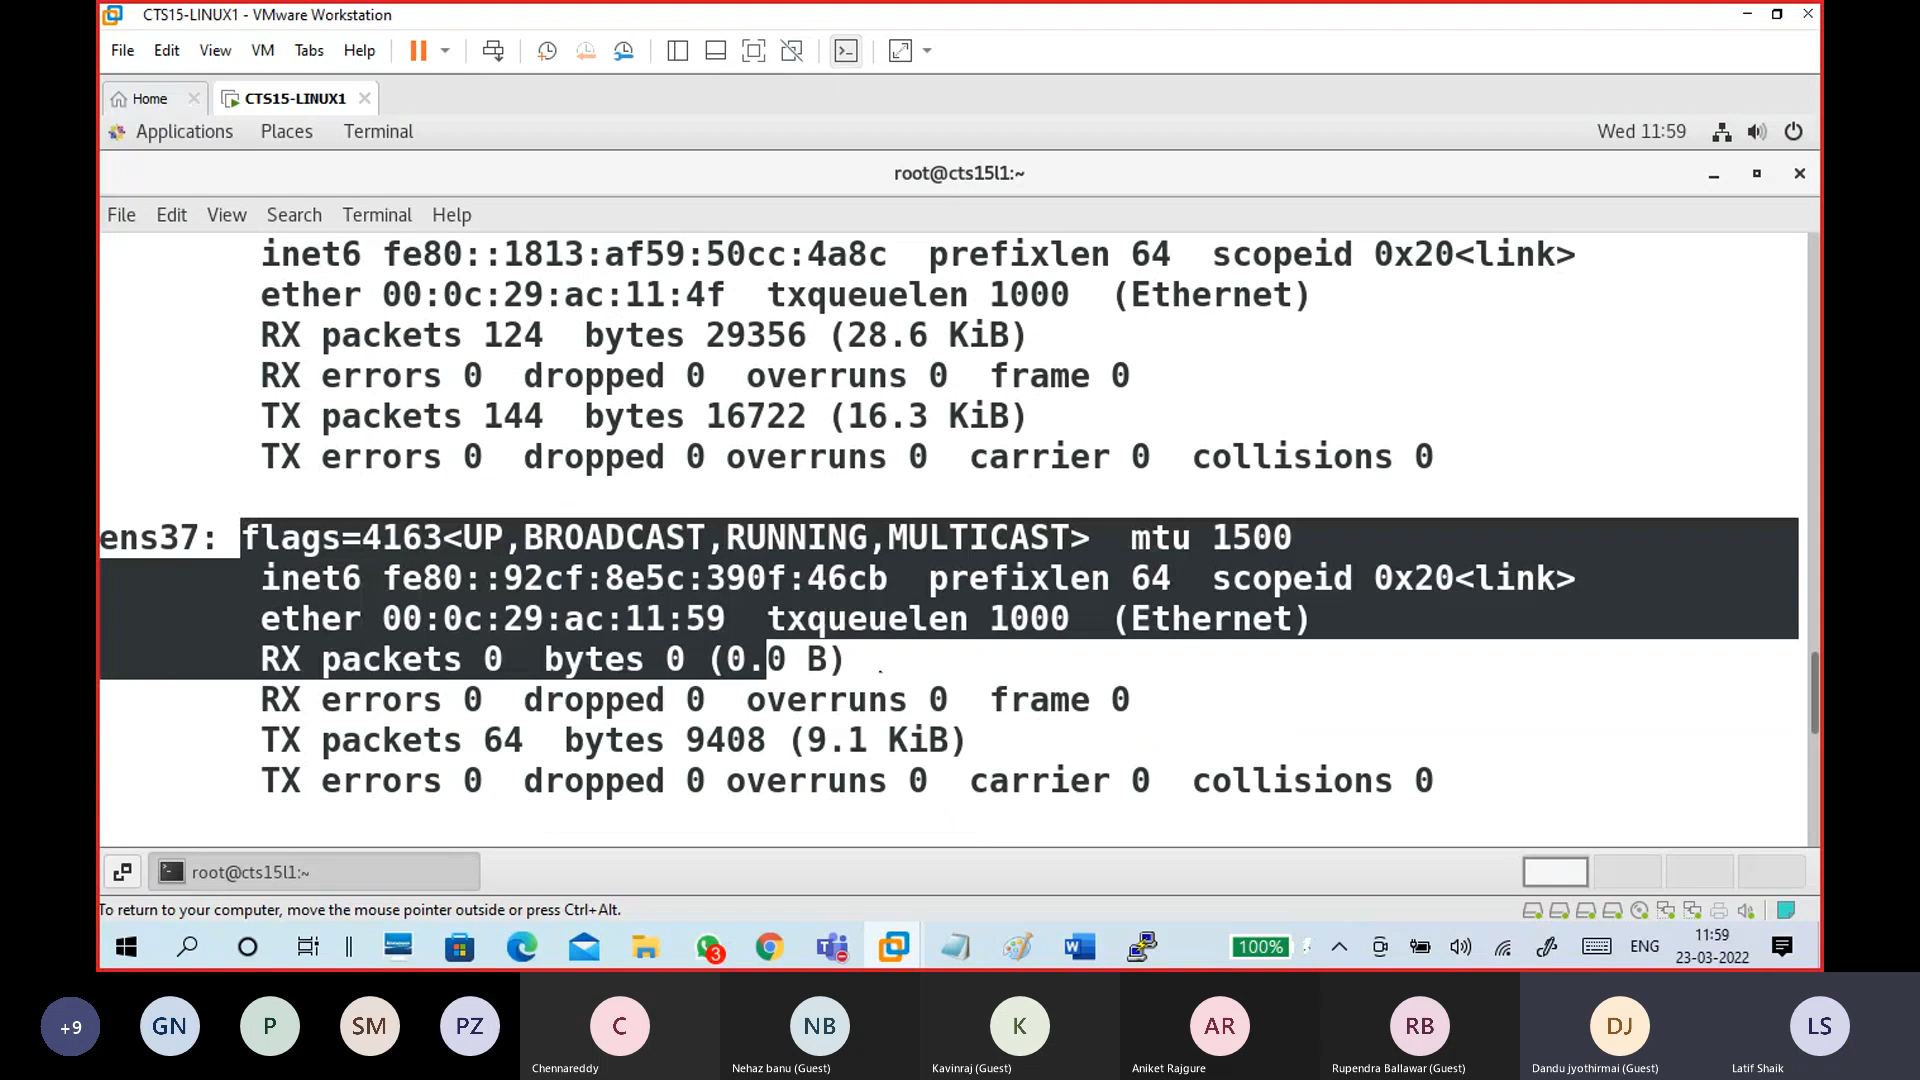 CTS15-LINUX1 - VMware Workstation
File Edit View VM Tabs Help
Home CTS15-LINUX1
Applications Places Terminal Wed 11:59
root@cts15l1:~
File Edit View Search Terminal Help
inet6 fe80::1813:af59:50cc:4a8c prefixlen 64 scopeid 0x20<link>
ether 00:0c:29:ac:11:4f txqueuelen 1000 (Ethernet)
RX packets 124 bytes 29356 (28.6 KiB)
RX errors 0 dropped 0 overruns 0 frame 0
TX packets 144 bytes 16722 (16.3 KiB)
TX errors 0 dropped 0 overruns 0 carrier 0 collisions 0
ens37: flags=4163<UP,BROADCAST,RUNNING,MULTICAST> mtu 1500
inet6 fe80::92cf:8e5c:390f:46cb prefixlen 64 scopeid 0x20<link>
ether 00:0c:29:ac:11:59 txqueuelen 1000 (Ethernet)
RX packets 0 bytes 0 (0.0 B)
RX errors 0 dropped 0 overruns 0 frame 0
TX packets 64 bytes 9408 (9.1 KiB)
TX errors 0 dropped 0 overruns 0 carrier 0 collisions 0
root@cts15l1:~
To return to your computer, move the mouse pointer outside or press Ctrl+Alt.
3 100% ENG 11:59
23-03-2022
+9 GN P SM PZ C NB K AR RB DJ LS
Chennareddy Nehaz banu (Guest) Kavinraj (Guest) Aniket Rajgure Rupendra Ballawar (Guest) Dandu jyothirmai (Guest) Latif Shaik